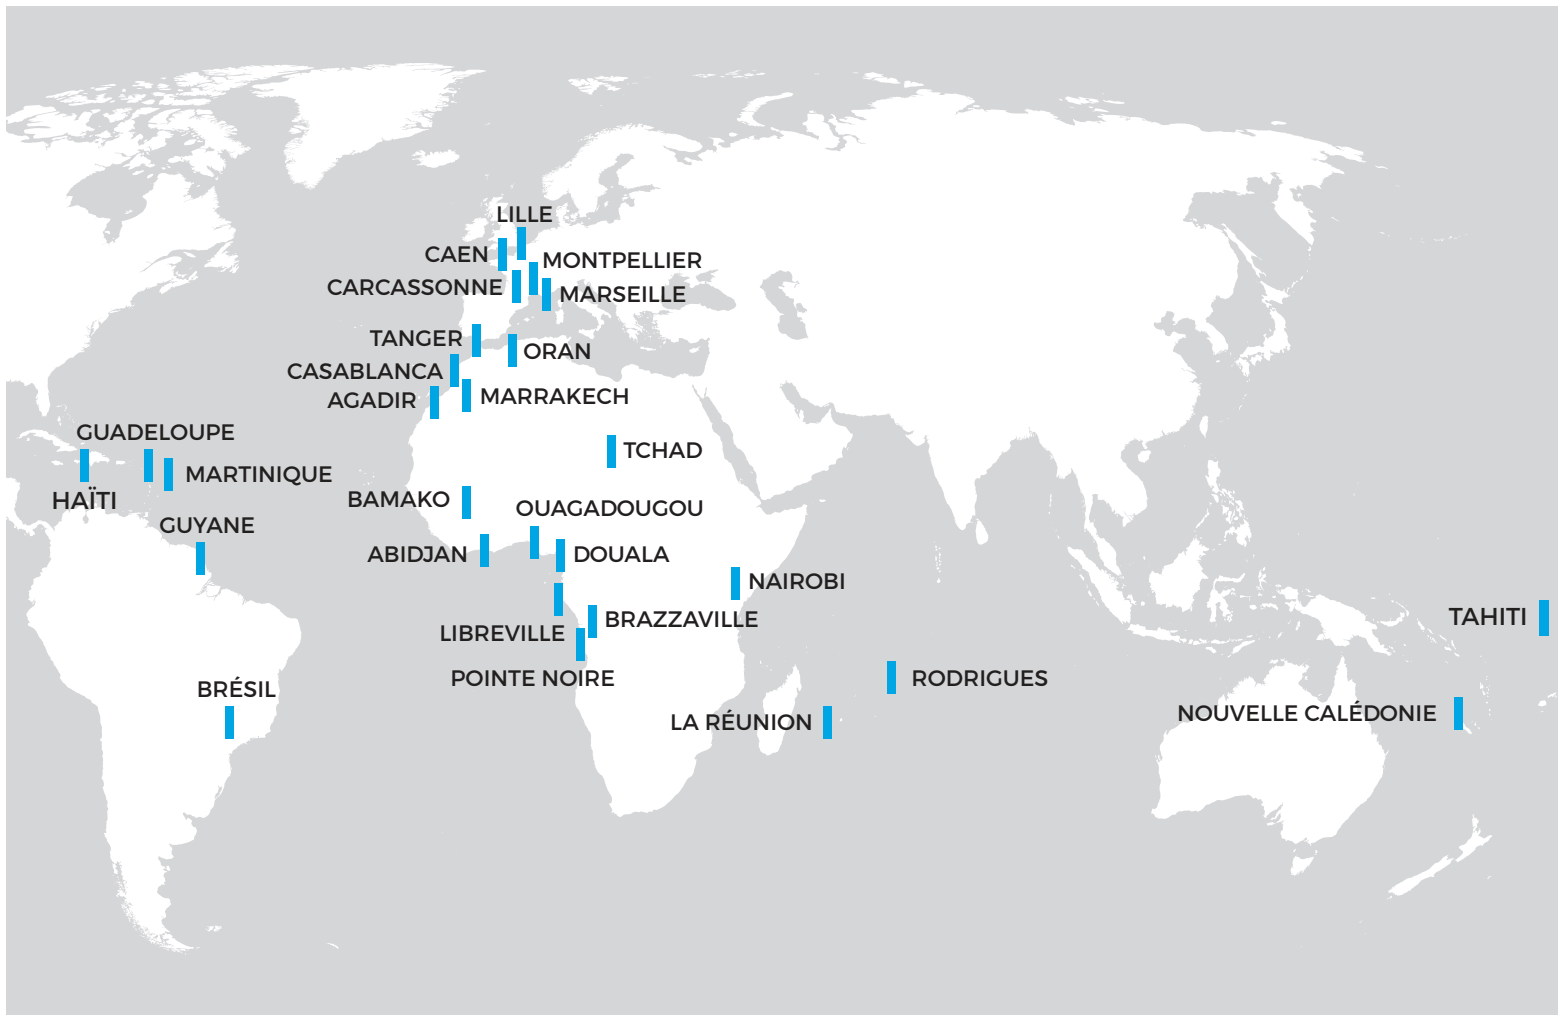 LILLE
CAEN
MONTPELLIER
CARCASSONNE
MARSEILLE
TANGER
ORAN
CASABLANCA
MARRAKECH
AGADIR
GUADELOUPE
TCHAD
MARTINIQUE
HAÏTI
BAMAKO
OUAGADOUGOU
GUYANE
ABIDJAN
DOUALA
NAIROBI
BRAZZAVILLE
LIBREVILLE
TAHITI
POINTE NOIRE
RODRIGUES
BRÉSIL
LA RÉUNION
NOUVELLE CALÉDONIE